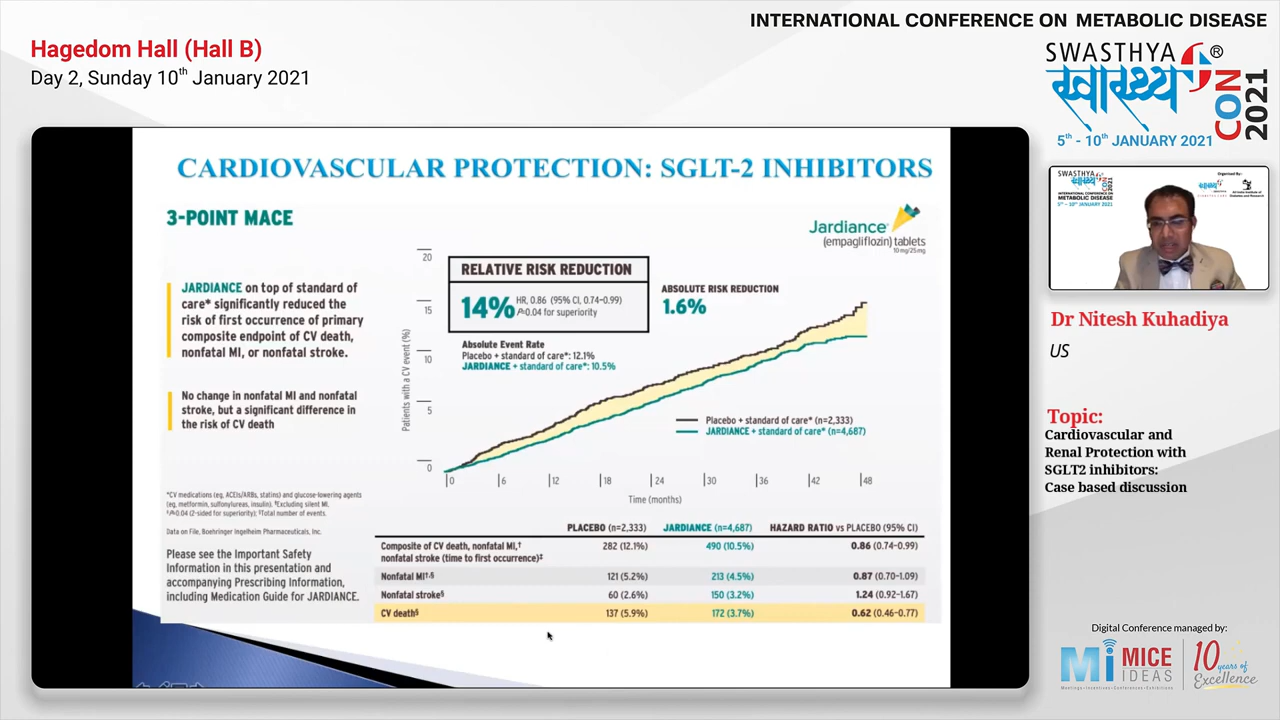 INTERNATIONAL CONFERENCE ON METABOLIC DISEASE
Hagedom Hall (Hall B)
Day 2, Sunday 10th January 2021
SWASTHYA
®
स्वास्थ्य
CON
2021
5th - 10th JANUARY 2021
CARDIOVASCULAR PROTECTION: SGLT-2 INHIBITORS
3-POINT MACE
Jardiance®
(empagliflozin) tablets
10 mg/25 mg
JARDIANCE on top of standard of
care* significantly reduced the
risk of first occurrence of primary
composite endpoint of CV death,
nonfatal MI, or nonfatal stroke.
No change in nonfatal MI and nonfatal
stroke, but a significant difference in
the risk of CV death
*CV medications (eg, ACEIs/ARBs, statins) and glucose-lowering agents
(eg, metformin, sulfonylureas, insulin). †Excluding silent MI.
‡P=0.04 (2-sided for superiority); §Total number of events.
Data on File, Boehringer Ingelheim Pharmaceuticals, Inc.
Please see the Important Safety
Information in this presentation and
accompanying Prescribing Information,
including Medication Guide for JARDIANCE.
Patients with a CV event (%)
20
15
10
5
0
RELATIVE RISK REDUCTION
14%
HR, 0.86 (95% CI, 0.74-0.99)
P=0.04 for superiority
ABSOLUTE RISK REDUCTION
1.6%
Absolute Event Rate
Placebo + standard of care*: 12.1%
JARDIANCE + standard of care*: 10.5%
Placebo + standard of care* (n=2,333)
JARDIANCE + standard of care* (n=4,687)
0 6 12 18 24 30 36 42 48
Time (months)
PLACEBO (n=2,333) JARDIANCE (n=4,687) HAZARD RATIO vs PLACEBO (95% CI)
Composite of CV death, nonfatal MI,† 282 (12.1%) 490 (10.5%) 0.86 (0.74-0.99)
nonfatal stroke (time to first occurrence)‡
Nonfatal MI†,§ 121 (5.2%) 213 (4.5%) 0.87 (0.70-1.09)
Nonfatal stroke§ 60 (2.6%) 150 (3.2%) 1.24 (0.92-1.67)
CV death§ 137 (5.9%) 172 (3.7%) 0.62 (0.46-0.77)
SWASTHYA
CON
2021
INTERNATIONAL CONFERENCE ON
METABOLIC DISEASE
5th - 10th JANUARY 2021
Organised By:-
Dr Nitesh Kuhadiya
US
Topic:
Cardiovascular and
Renal Protection with
SGLT2 inhibitors:
Case based discussion
Digital Conference managed by:
Mi MICE
IDEAS
Meetings • Incentives • Conferences • Exhibitions
10 years of
Excellence